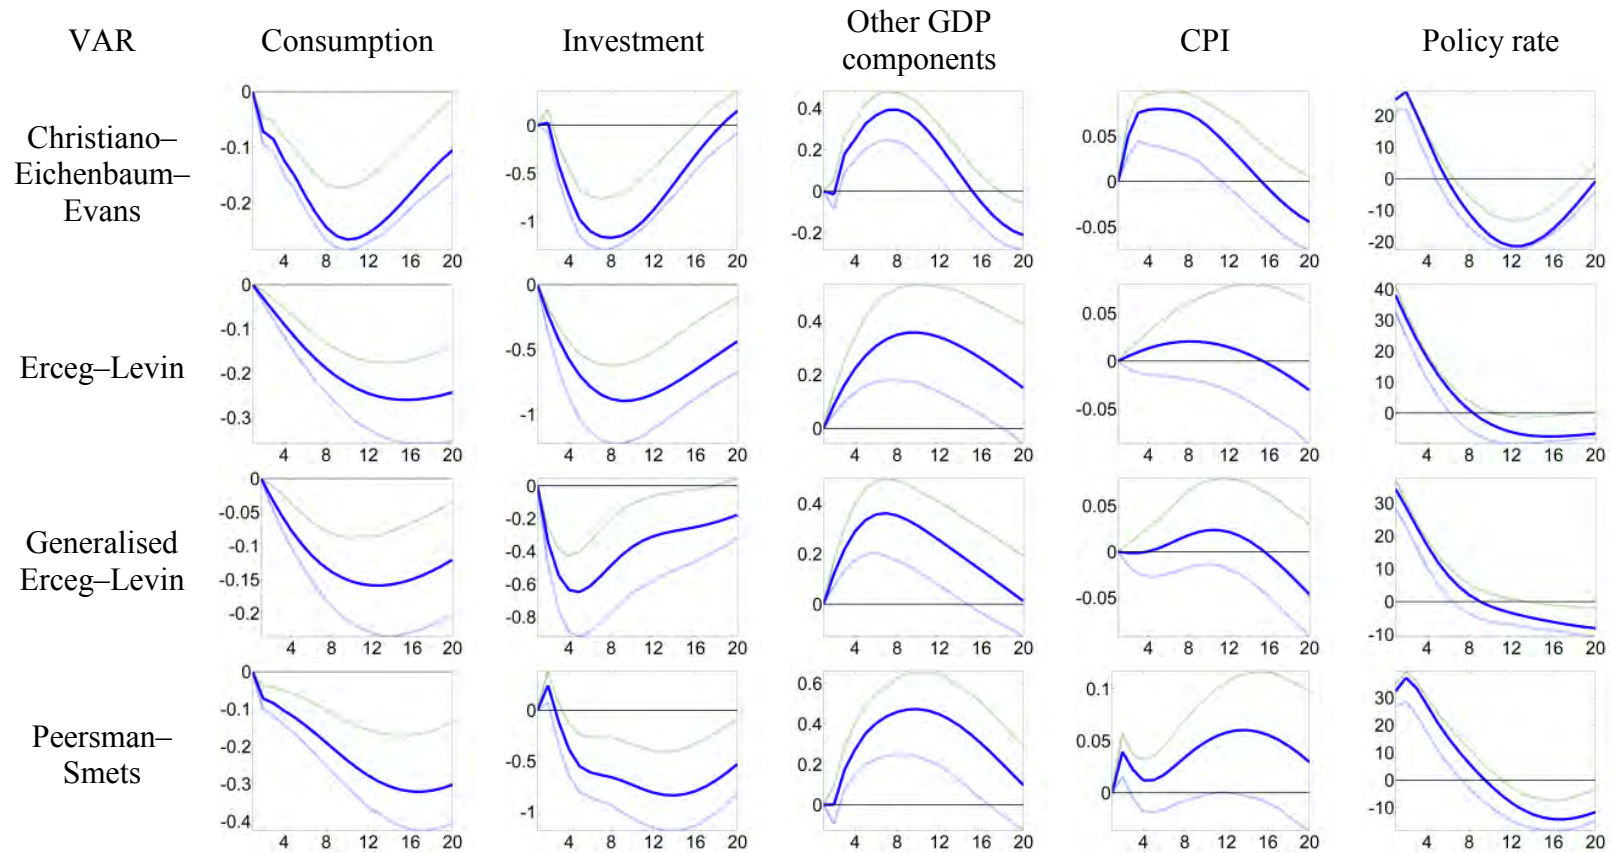 VAR
Consumption
Investment
Other GDP
components
CPI
Policy rate
Christiano–
Eichenbaum–
Evans
0
-0.1
-0.2
4 8 12 16 20
0
-0.5
-1
4 8 12 16 20
0.4
0.2
0
-0.2
4 8 12 16 20
0.05
0
-0.05
4 8 12 16 20
20
10
0
-10
-20
4 8 12 16 20
Erceg–Levin
0
-0.1
-0.2
-0.3
4 8 12 16 20
0
-0.5
-1
4 8 12 16 20
0.4
0.2
0
4 8 12 16 20
0.05
0
-0.05
4 8 12 16 20
40
30
20
10
0
4 8 12 16 20
Generalised
Erceg–Levin
0
-0.05
-0.1
-0.15
-0.2
4 8 12 16 20
0
-0.2
-0.4
-0.6
-0.8
4 8 12 16 20
0.4
0.2
0
4 8 12 16 20
0.05
0
-0.05
4 8 12 16 20
30
20
10
0
-10
4 8 12 16 20
Peersman–
Smets
0
-0.1
-0.2
-0.3
-0.4
4 8 12 16 20
0
-0.5
-1
4 8 12 16 20
0.6
0.4
0.2
0
4 8 12 16 20
0.1
0.05
0
4 8 12 16 20
30
20
10
0
-10
4 8 12 16 20